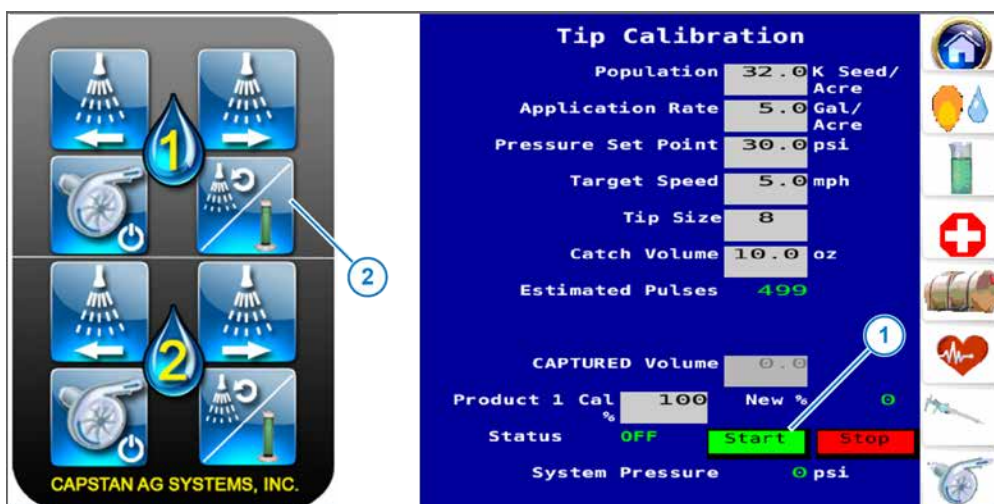 1
2
CAPSTAN AG SYSTEMS, INC.
2
Tip Calibration
Population 32.0 K Seed/
Acre
Application Rate 5.0 Gal/
Acre
Pressure Set Point 30.0 psi
Target Speed 5.0 mph
Tip Size 8
Catch Volume 10.0 oz
Estimated Pulses 499
1
CAPTURED Volume 0.0
Product 1 Cal 100 New % 0
%
Status OFF Start Stop
System Pressure 0 psi